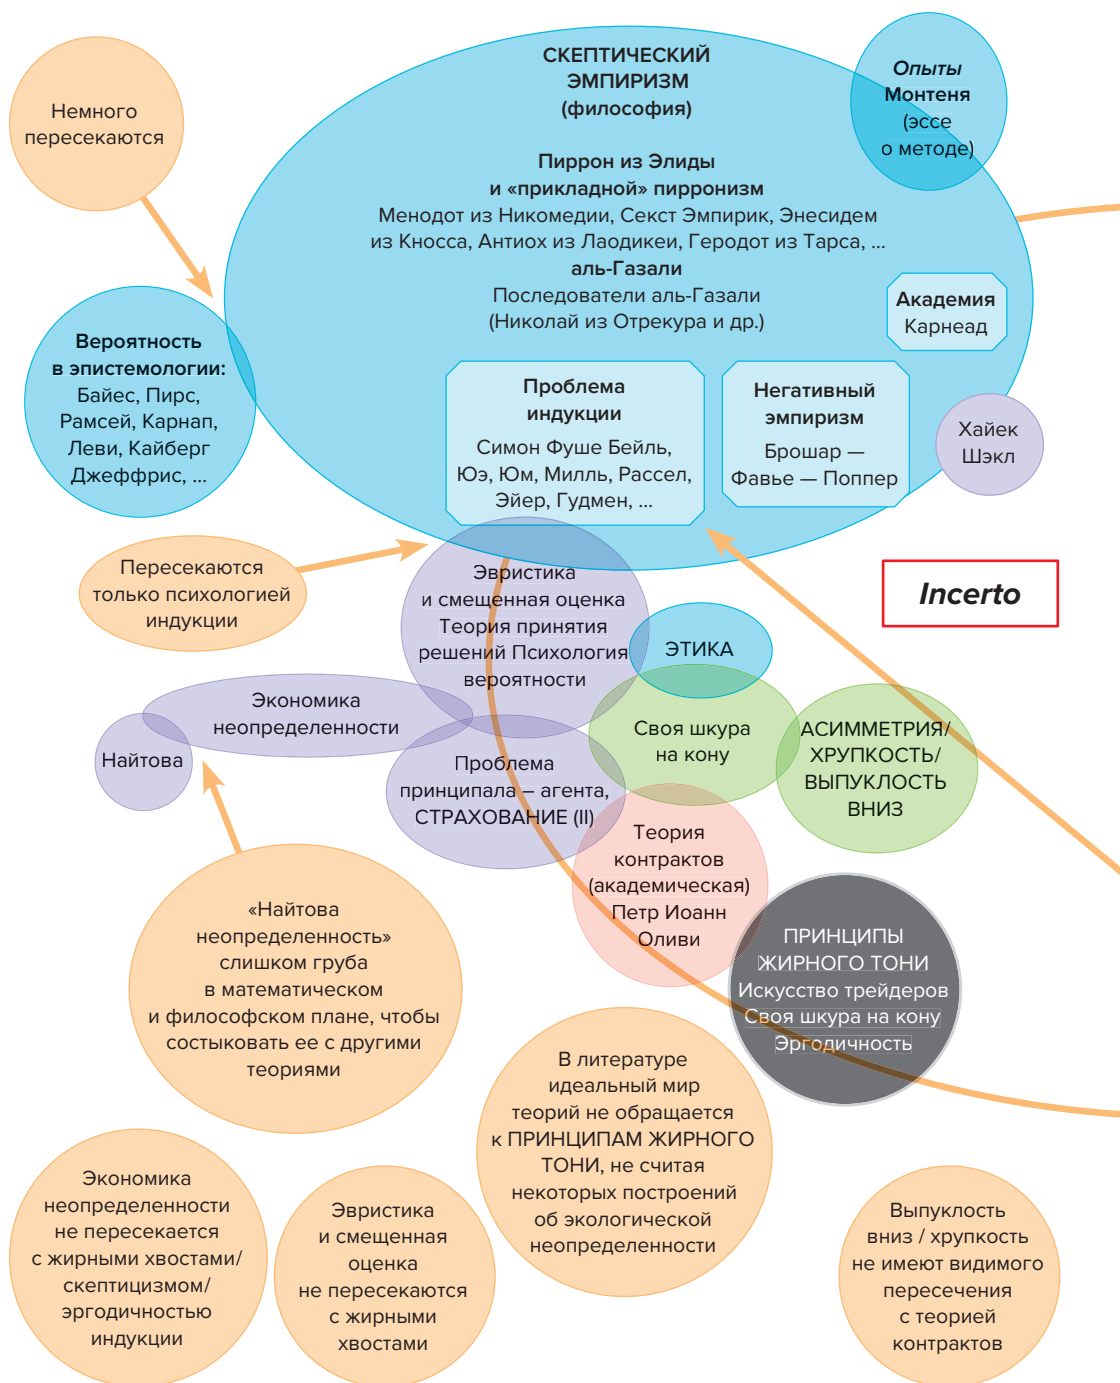 Немного
пересекаются
СКЕПТИЧЕСКИЙ
ЭМПИРИЗМ
(философия)
Опыты
Монтеня
(эссе
о методе)
Пиррон из Элиды
и «прикладной» пирронизм
Менодот из Никомедии, Секст Эмпирик, Энесидем
из Кносса, Антиох из Лаодикеи, Геродот из Тарса, ...
аль-Газали
Последователи аль-Газали
(Николай из Отрекура и др.)
Академия
Карнеад
Вероятность
в эпистемологии:
Байес, Пирс,
Рамсей, Карнап,
Леви, Кайберг
Джеффрис, ...
Проблема
индукции
Симон Фуше Бейль,
Юэ, Юм, Милль, Рассел,
Эйер, Гудмен, ...
Негативный
эмпиризм
Брошар —
Фавье — Поппер
Хайек
Шэкл
Пересекаются
только психологией
индукции
Эвристика
и смещенная оценка
Теория принятия
решений Психология
вероятности
Incerto
ЭТИКА
Экономика
неопределенности
Найтова
Своя шкура
на кону
АСИММЕТРИЯ/
ХРУПКОСТЬ/
ВЫПУКЛОСТЬ
ВНИЗ
Проблема
принципала – агента,
СТРАХОВАНИЕ (II)
Теория
контрактов
(академическая)
Петр Иоанн
Оливи
«Найтова
неопределенность»
слишком груба
в математическом
и философском плане, чтобы
состыковать ее с другими
теориями
ПРИНЦИПЫ
ЖИРНОГО ТОНИ
Искусство трейдеров
Своя шкура на кону
Эргодичность
В литературе
идеальный мир
теорий не обращается
к ПРИНЦИПАМ ЖИРНОГО
ТОНИ, не считая
некоторых построений
об экологической
неопределенности
Экономика
неопределенности
не пересекается
с жирными хвостами/
скептицизмом/
эргодичностью
индукции
Эвристика
и смещенная
оценка
не пересекаются
с жирными
хвостами
Выпуклость
вниз / хрупкость
не имеют видимого
пересечения
с теорией
контрактов